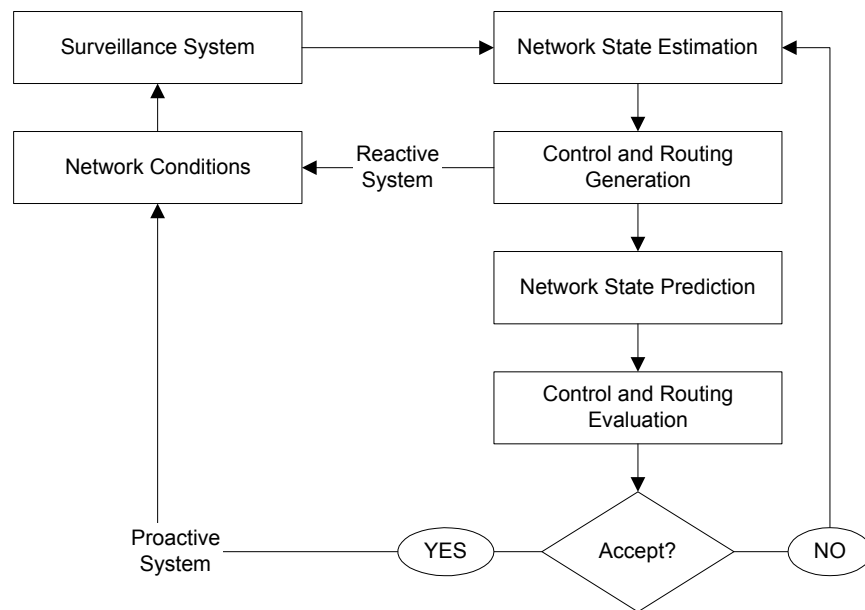 Surveillance System
Network State Estimation
Network Conditions
Reactive
System
Control and Routing
Generation
Network State Prediction
Control and Routing
Evaluation
Proactive
System
YES
Accept?
NO